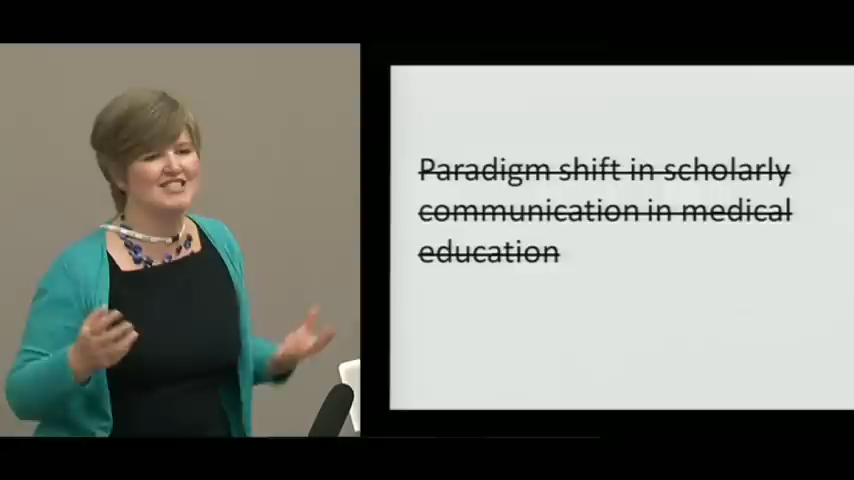 Paradigm shift in scholarly
communication in medical
education